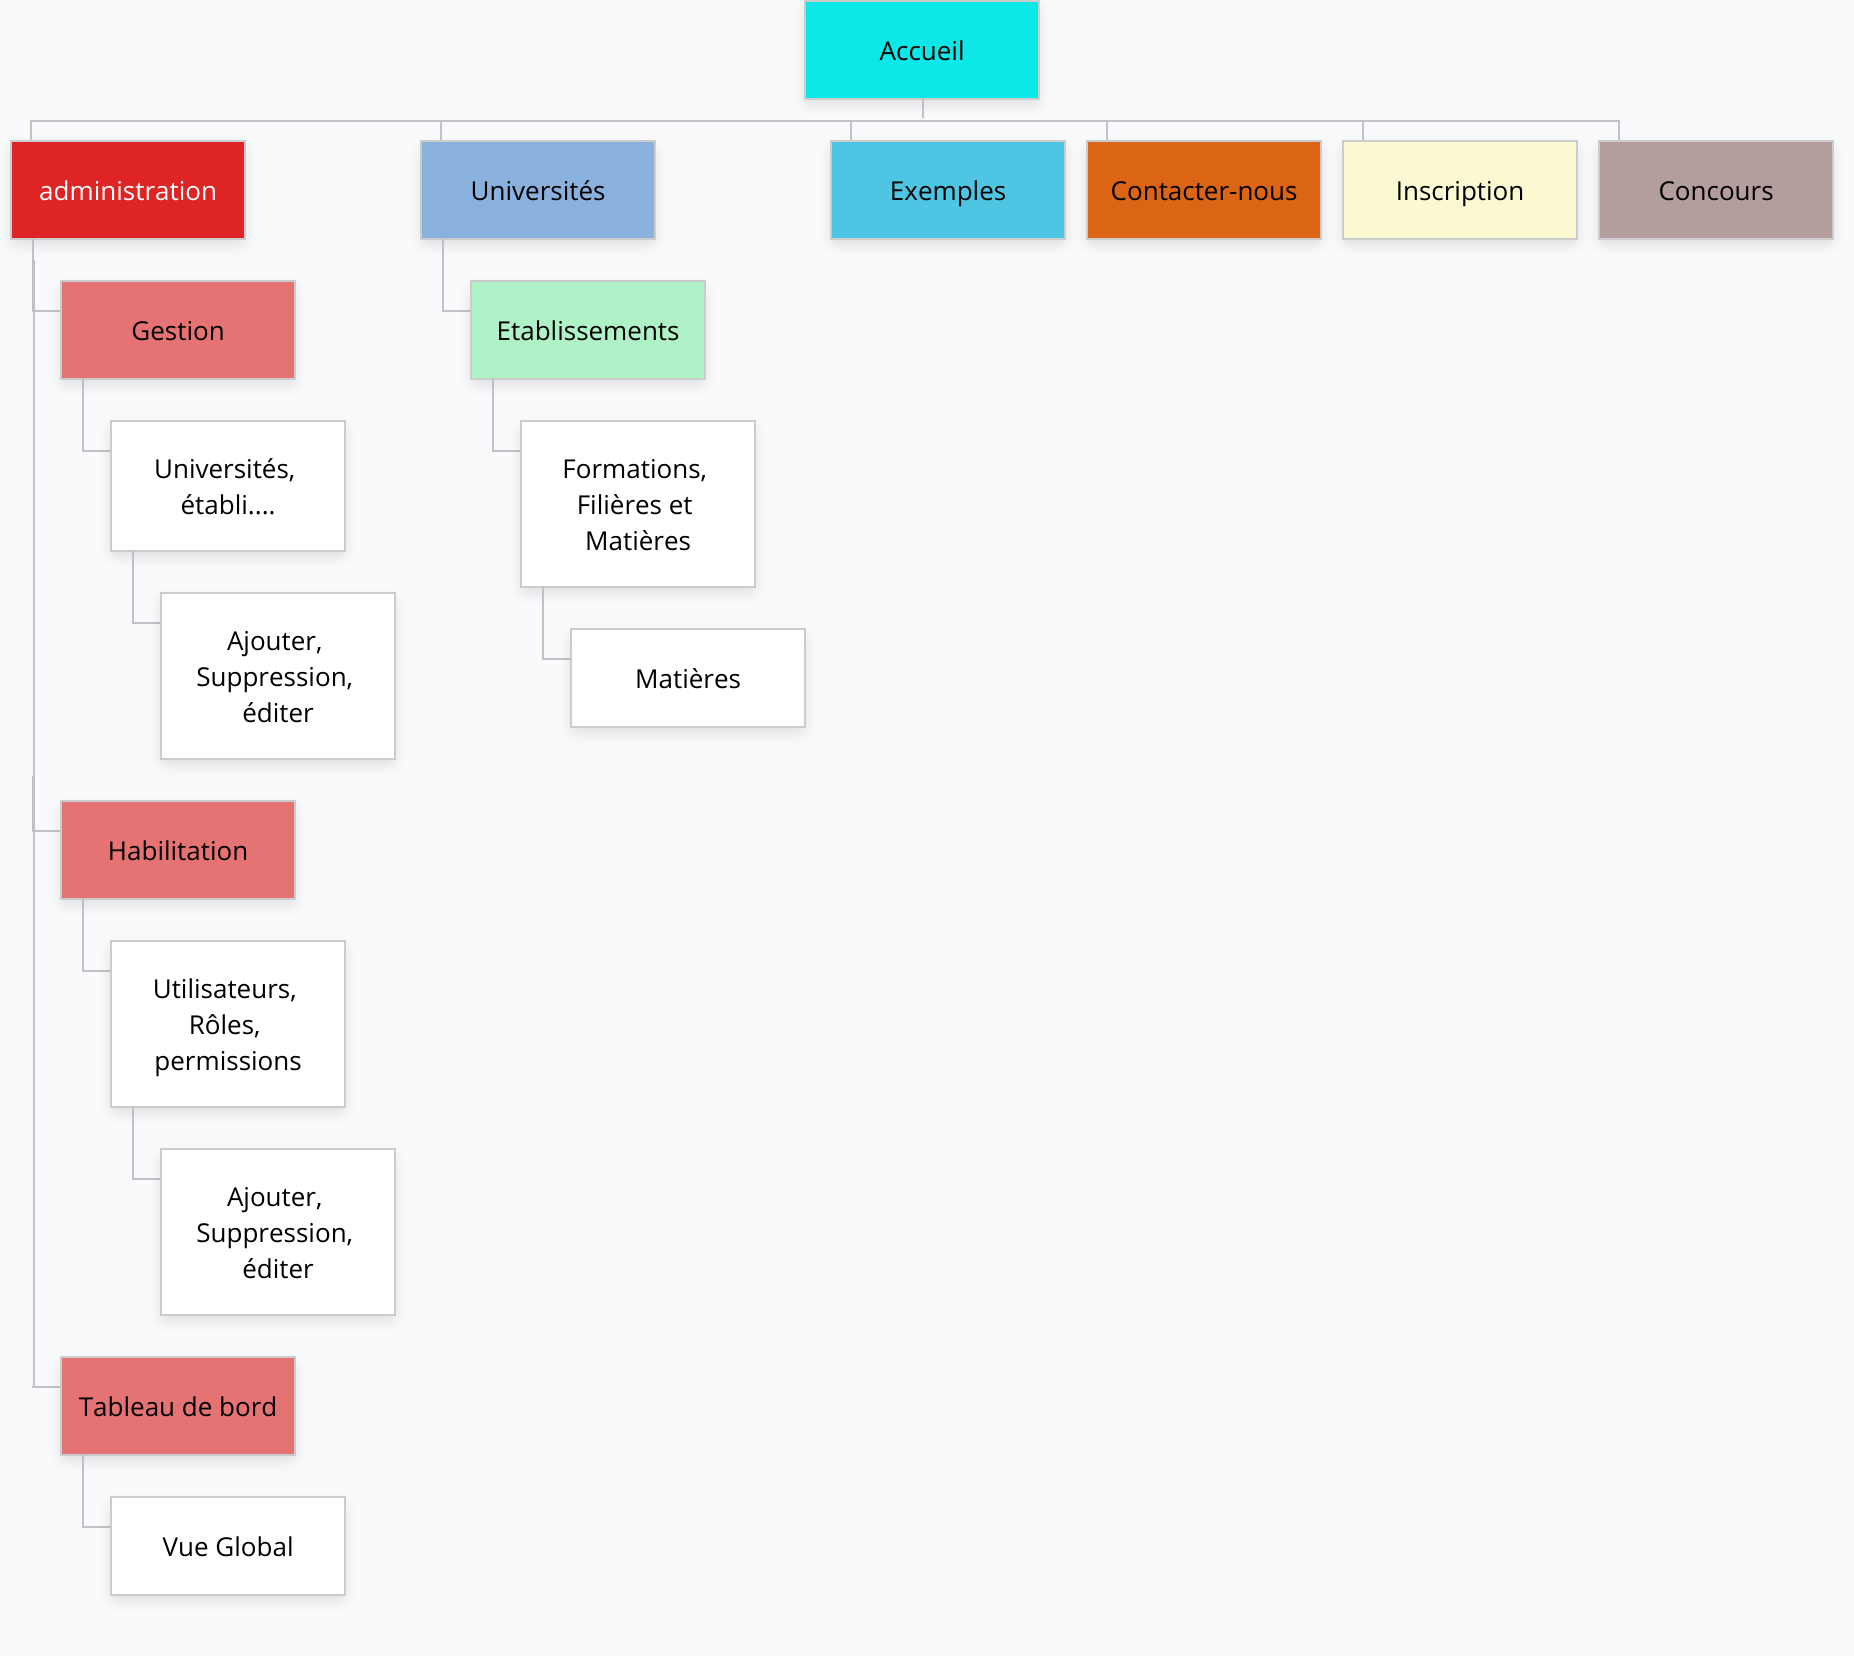 Accueil
administration
Universités
Exemples
Contacter-nous
Inscription
Concours
Gestion
Universités,
établi....
Ajouter,
Suppression,
éditer
Habilitation
Utilisateurs,
Rôles,
permissions
Ajouter,
Suppression,
éditer
Tableau de bord
Vue Global
Etablissements
Formations,
Filières et
Matières
Matières